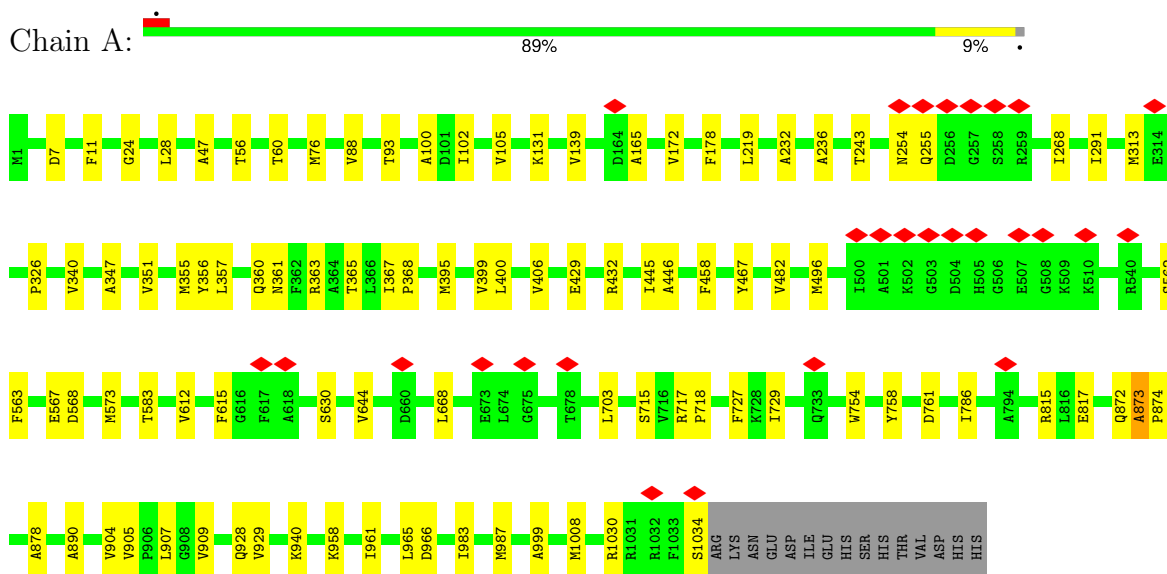 Chain A:
89% 9%
M1 D7 F11 G24 L28 A47 T56 T60 M76 V88 T93 A100 D101 I102 V105 K131 V139 D164 A165 V172 F178 L219 A232 A236 T243 N254 Q255 D256 G257 S258 R259 I268 I291 M313 E314
P326 V340 A347 V351 M355 Y356 L357 Q360 N361 F362 R363 A364 T365 L366 I367 P368 M395 V399 L400 V406 E429 R432 I445 A446 F458 Y467 V482 M496 I500 A501 K502 G503 D504 H505 G506 E507 G508 K509 K510 R540 S562
F563 E567 D568 M573 T583 V612 F615 G616 F617 A618 S630 V644 D660 L668 E673 L674 G675 T678 L703 S715 V716 R717 P718 F727 K728 I729 Q733 W754 Y758 D761 I786 A794 R815 L816 E817 Q872 A873 P874
A878 A890 V904 V905 P906 L907 G908 V909 Q928 V929 K940 K958 I961 L965 D966 I983 M987 A999 M1008 R1030 R1031 R1032 F1033 S1034 ARG LYS ASN GLU ASP ILE GLU HIS SER HIS THR VAL ASP HIS HIS